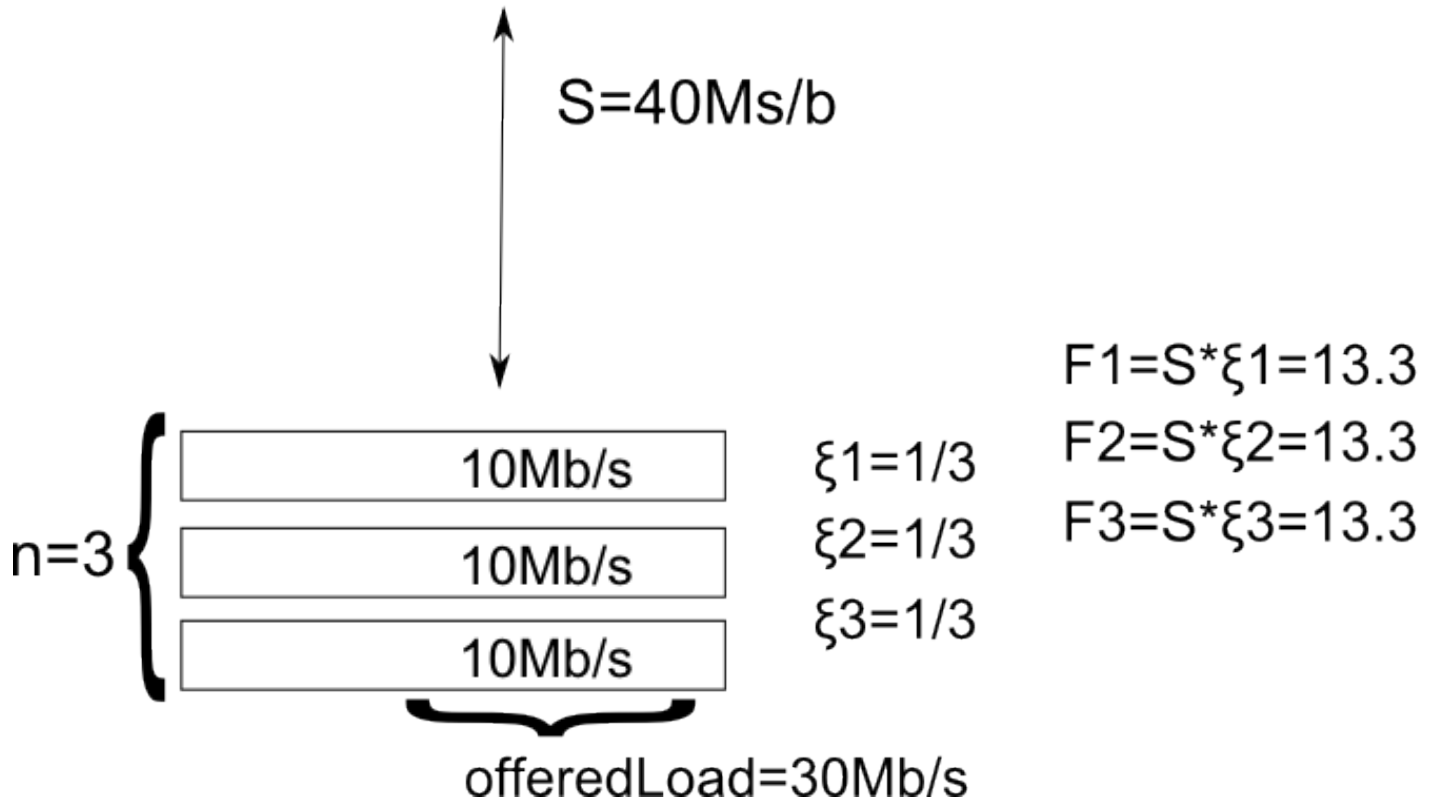 S=40Ms/b
F1=S*ξ1=13.3
F2=S*ξ2=13.3
F3=S*ξ3=13.3
n=3
10Mb/s
10Mb/s
10Mb/s
ξ1=1/3
ξ2=1/3
ξ3=1/3
offeredLoad=30Mb/s